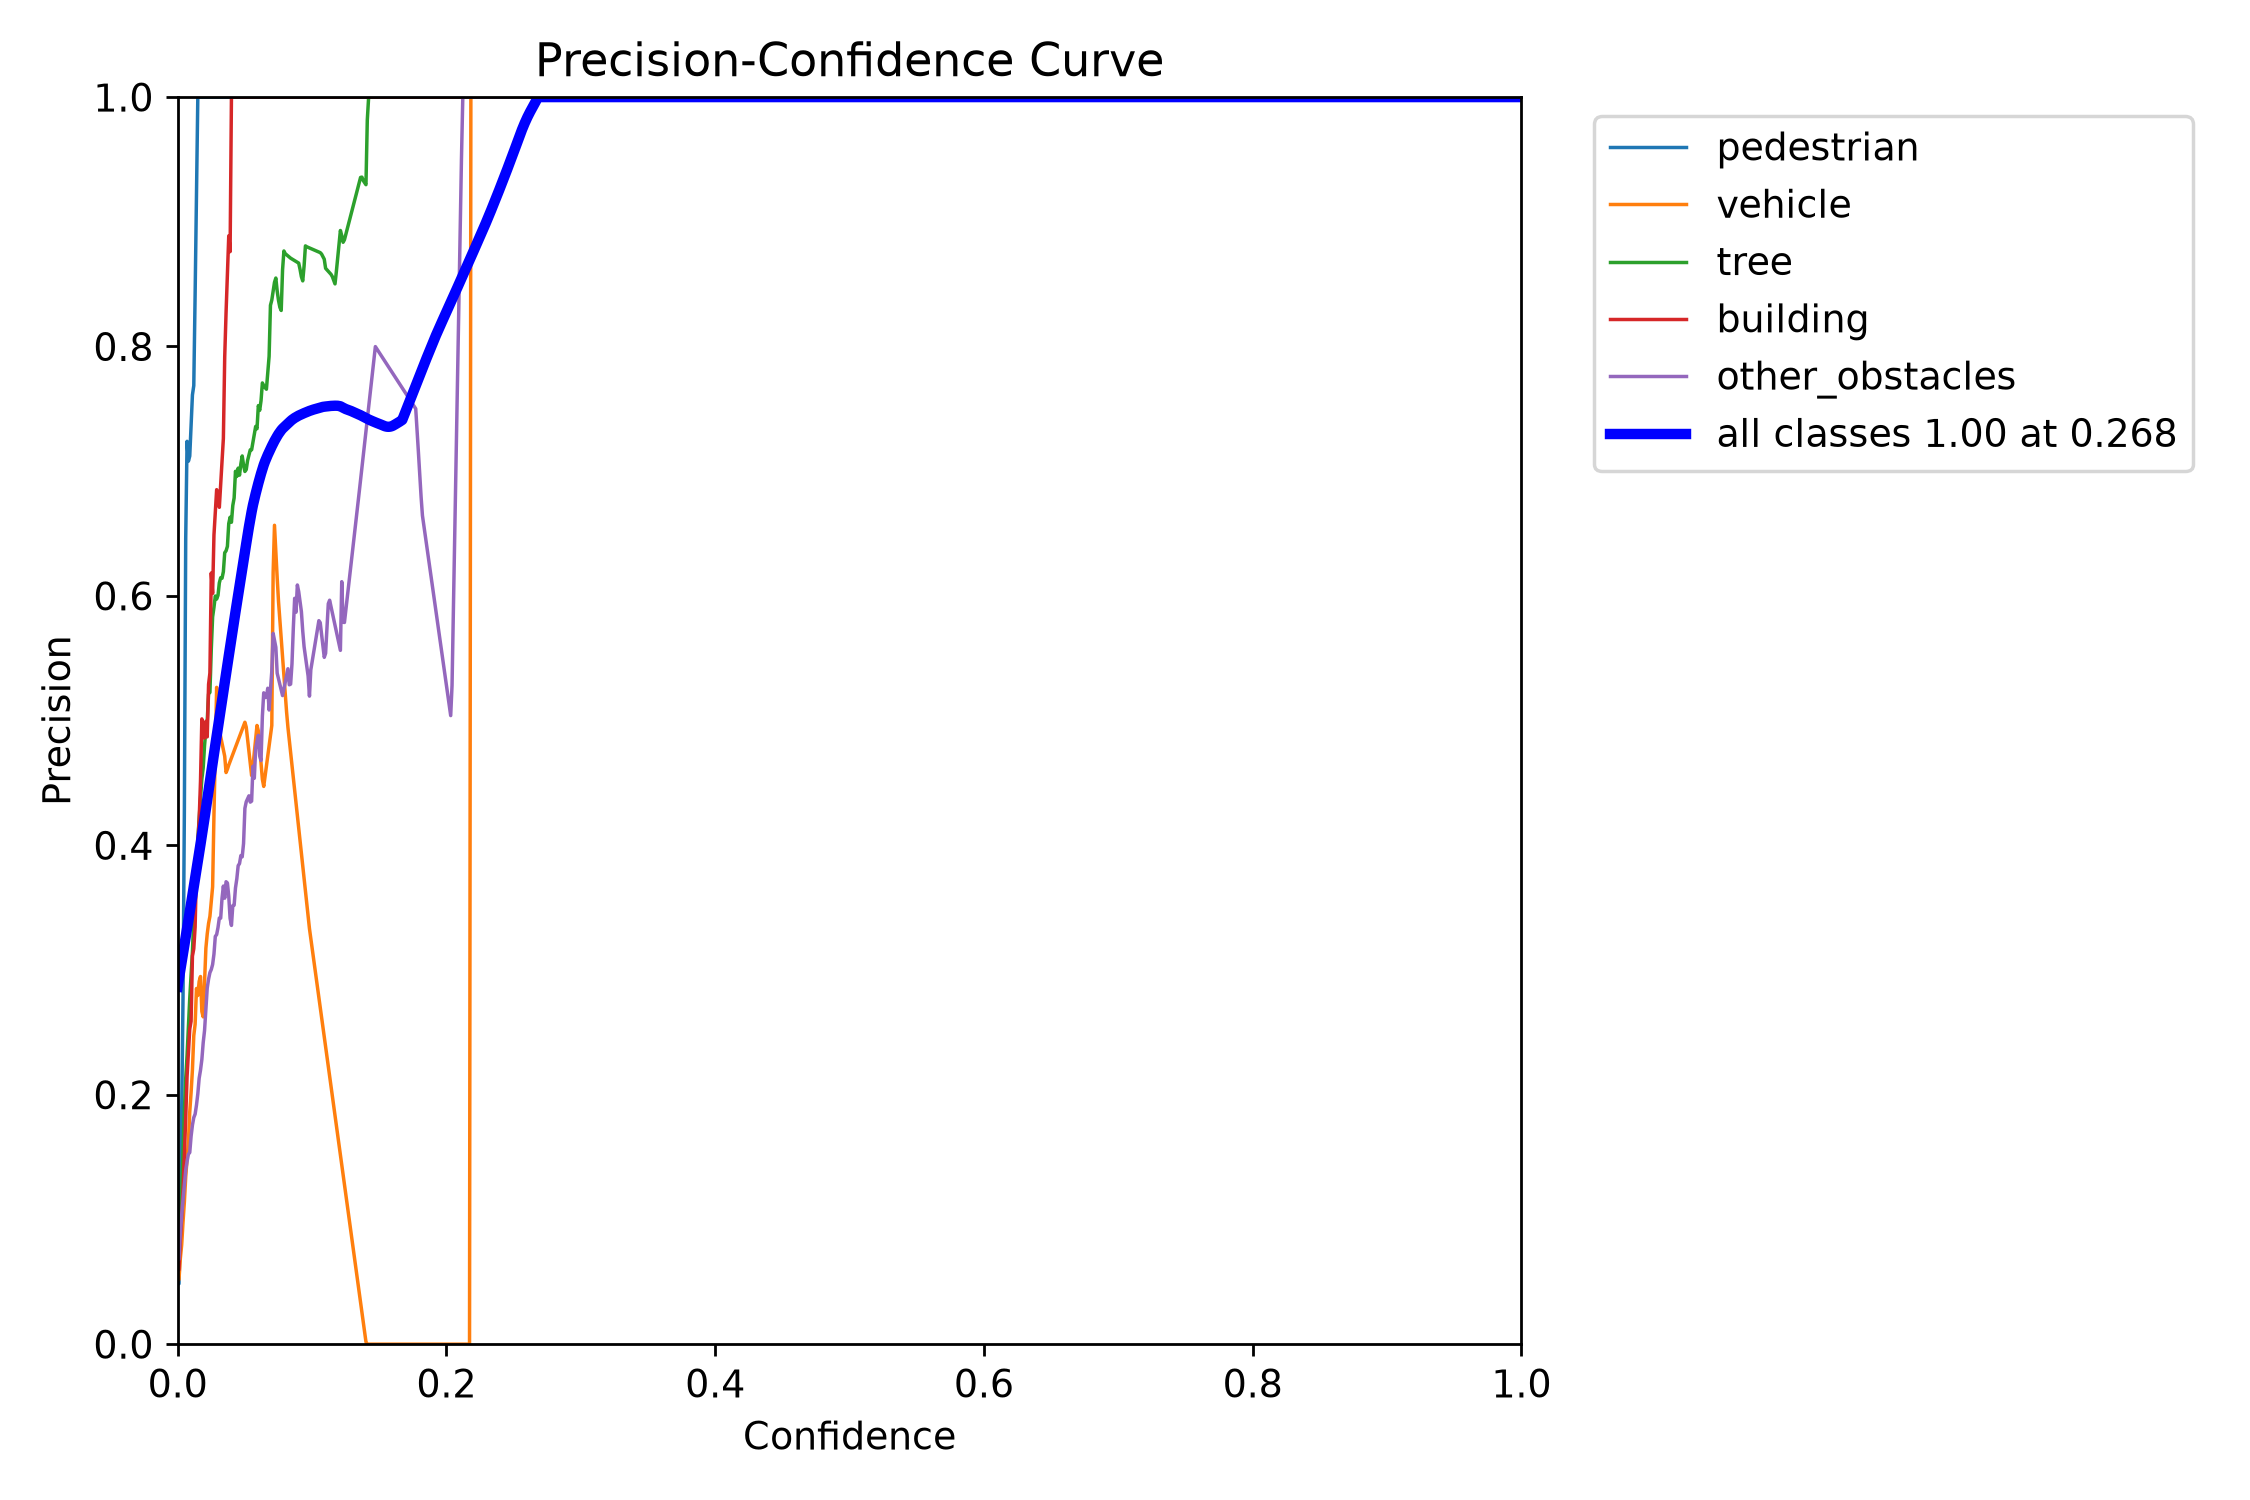 Precision-Confidence Curve
1.0
0.8
0.6
0.4
0.2
0.0
Precision
0.0 0.2 0.4 0.6 0.8 1.0
Confidence
pedestrian
vehicle
tree
building
other_obstacles
all classes 1.00 at 0.268